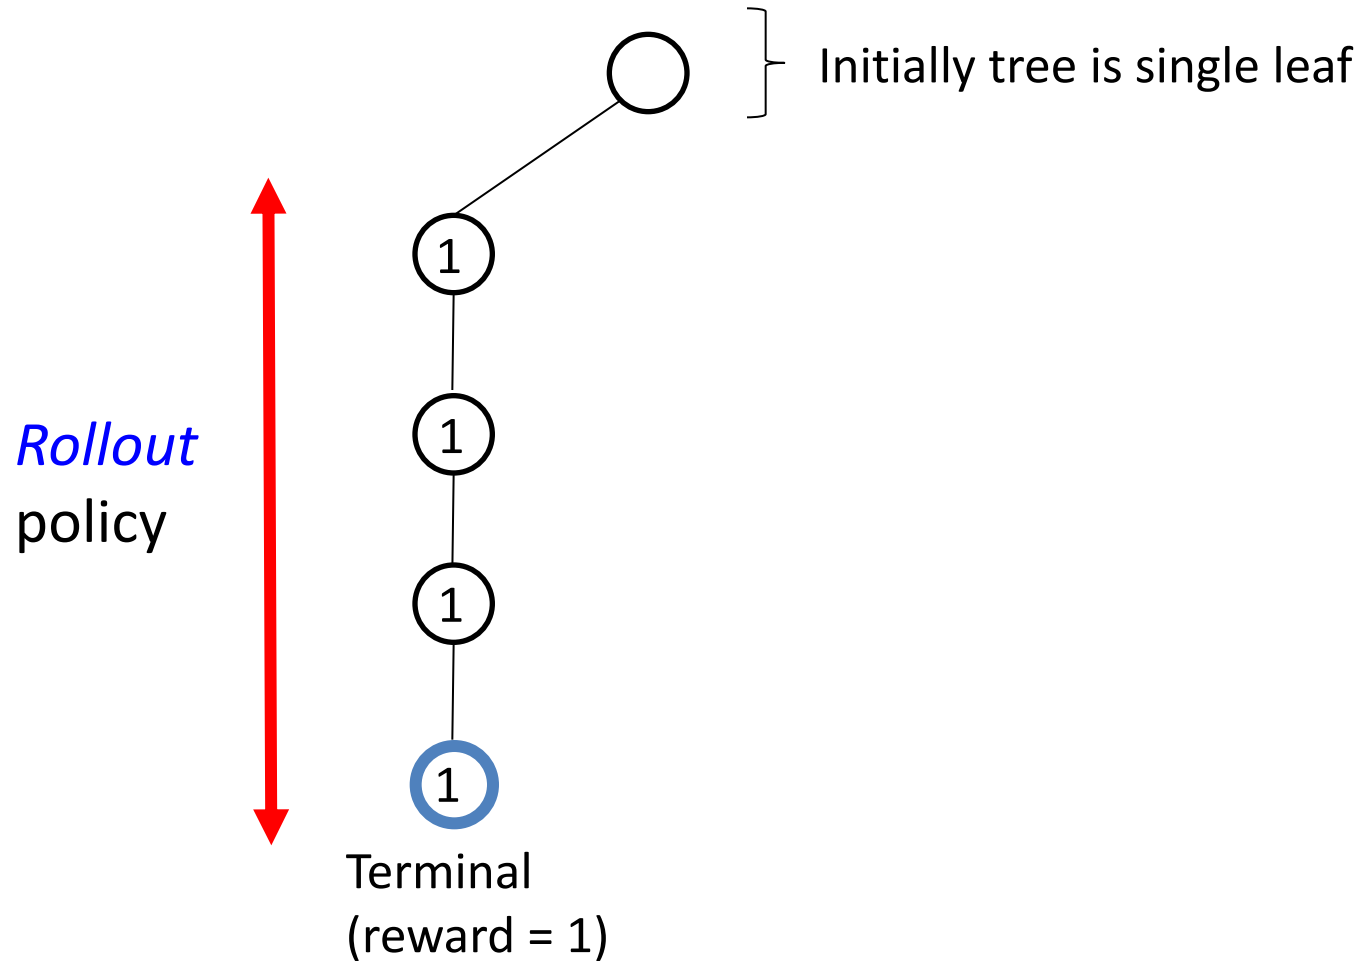 Initially tree is single leaf
1
1
Rollout
policy
1
1
Terminal
(reward = 1)